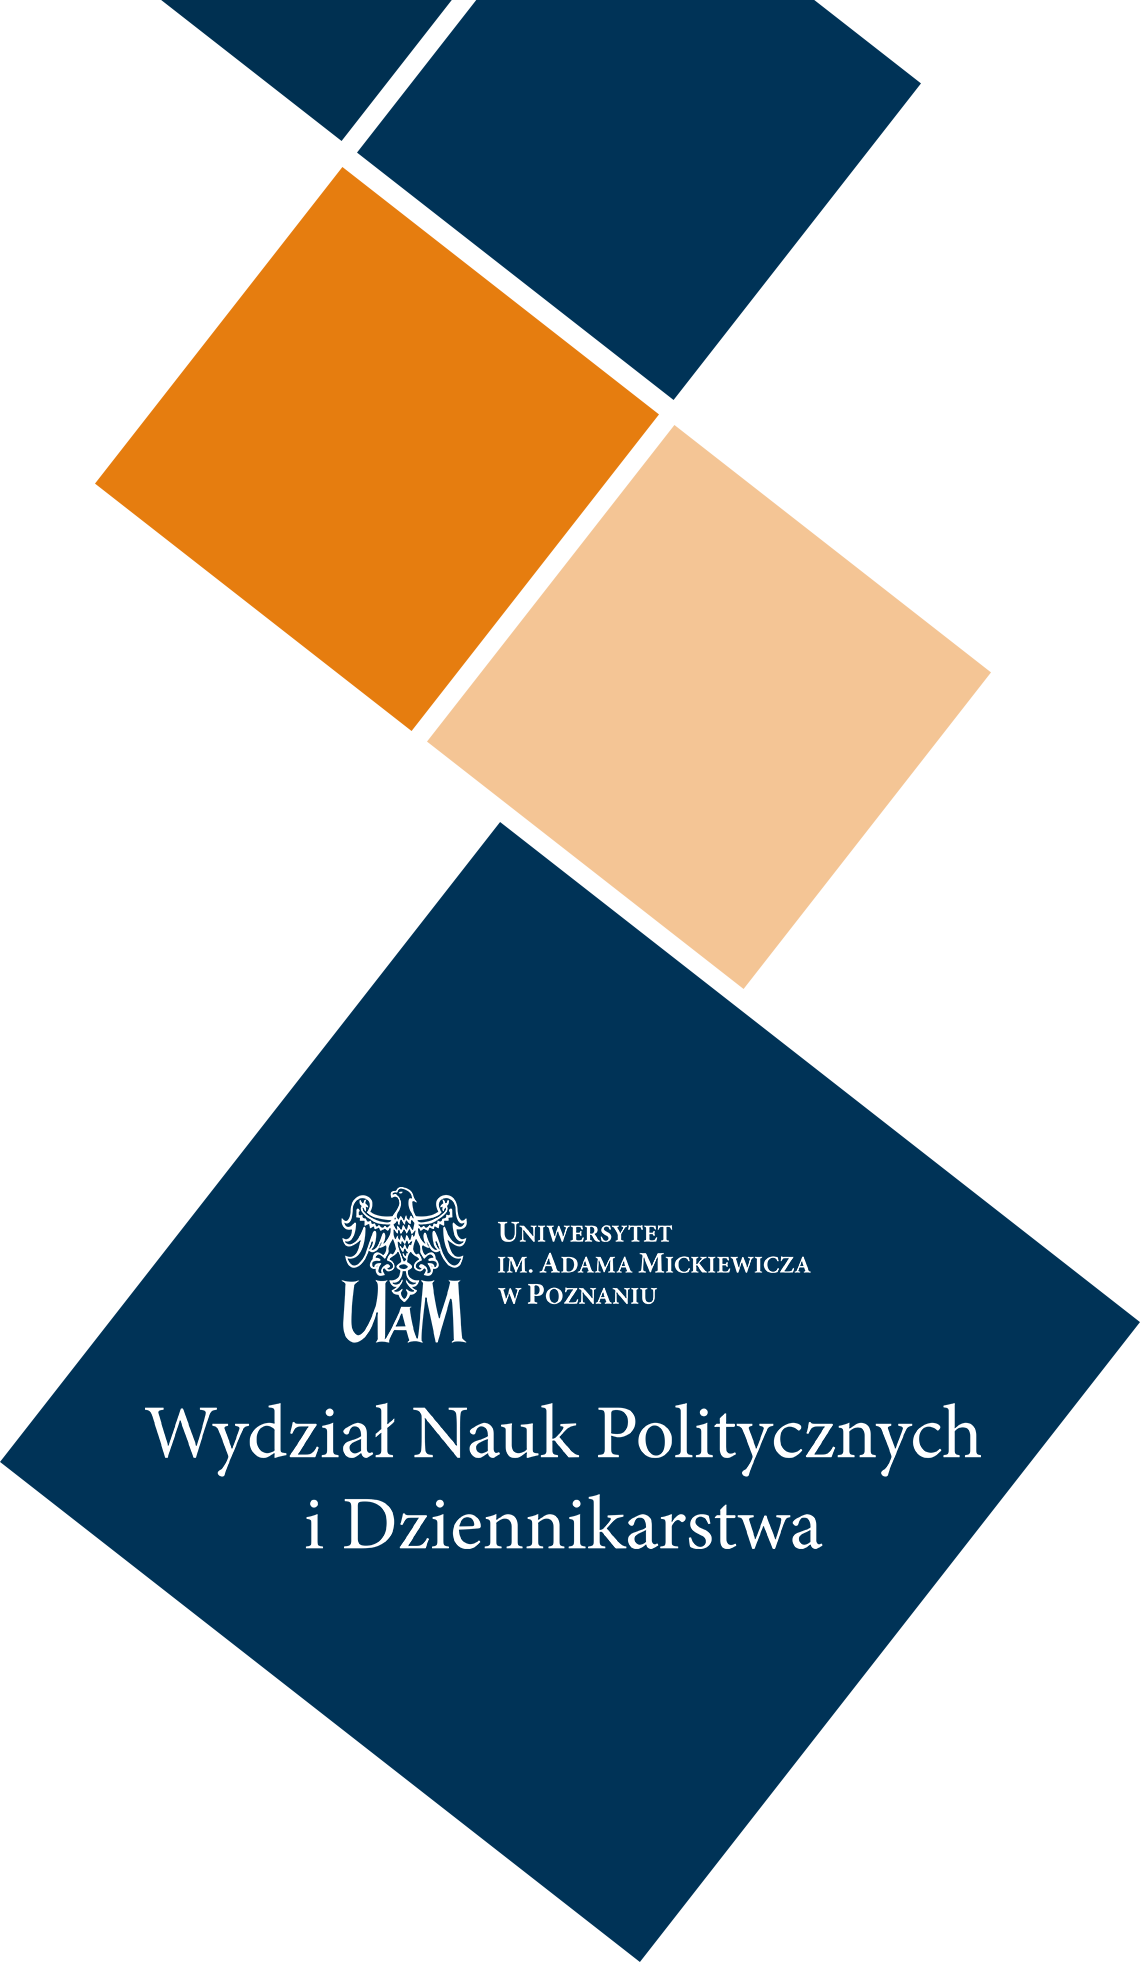 UAM
UNIWERSYTET
IM. ADAMA MICKIEWICZA
W POZNANIU
Wydział Nauk Politycznych
i Dziennikarstwa